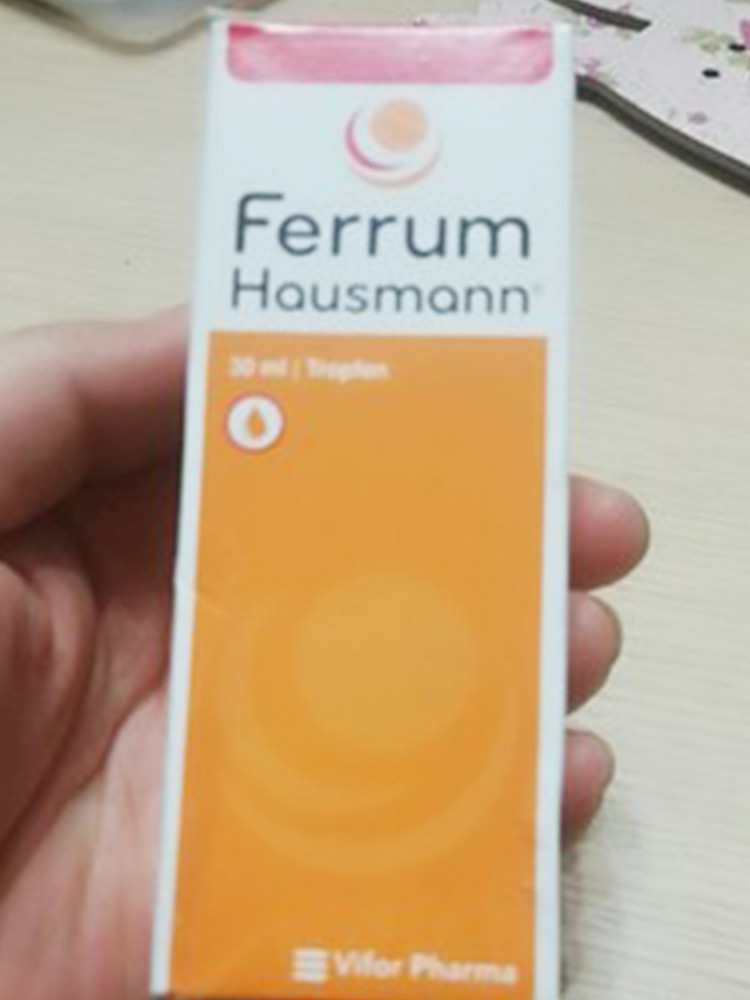 Ferrum
Hausmann
30 ml | Tropfen
Vifor Pharma